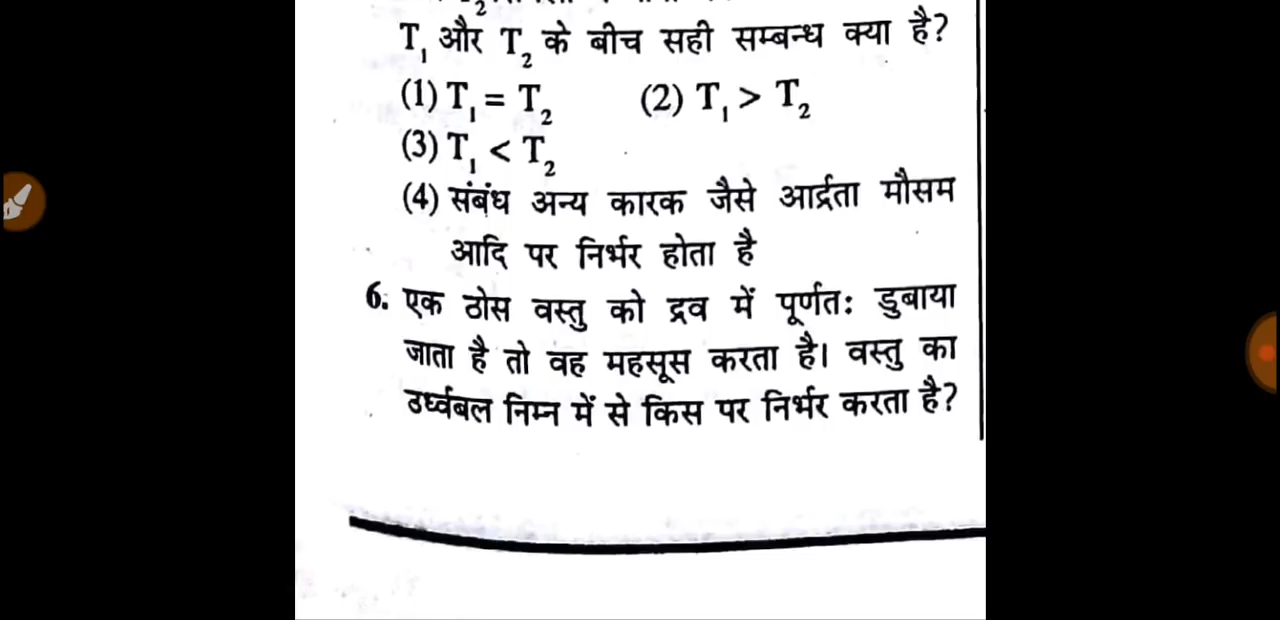 T₁ और T₂ के बीच सही सम्बन्ध क्या है?
(1) T₁ = T₂ (2) T₁ > T₂
(3) T₁ < T₂
(4) संबंध अन्य कारक जैसे आर्द्रता मौसम
आदि पर निर्भर होता है
6. एक ठोस वस्तु को द्रव में पूर्णतः डुबाया
जाता है तो वह महसूस करता है। वस्तु का
उर्ध्वबल निम्न में से किस पर निर्भर करता है?